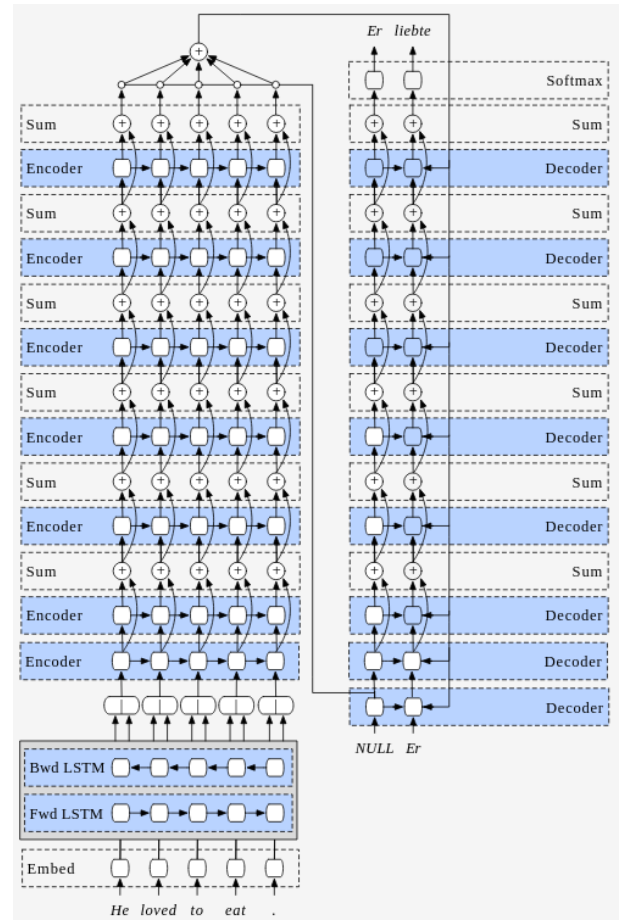 Er liebte
Softmax
Sum
Encoder
Sum
Encoder
Sum
Encoder
Sum
Encoder
Sum
Encoder
Sum
Encoder
Encoder
Bwd LSTM
Fwd LSTM
Embed
He loved to eat .
Sum
Decoder
Sum
Decoder
Sum
Decoder
Sum
Decoder
Sum
Decoder
Sum
Decoder
Decoder
Decoder
NULL Er